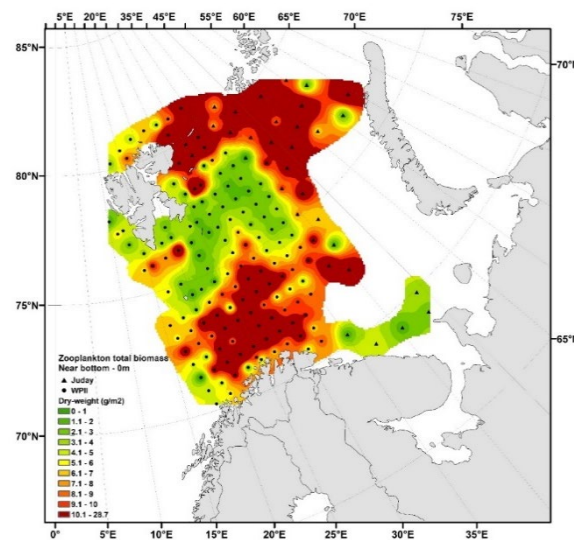 5°E 20°E 30°E 35°E 45°E 50°E 55°E 60°E 65°E 70°E 75°E
85°N
70°N
80°N
75°N
65°N
Zooplankton total biomass
Near bottom - 0m
Juday
WPII
Dry-weight (g/m2)
0 - 1
1.1 - 2
2.1 - 3
3.1 - 4
4.1 - 5
5.1 - 6
6.1 - 7
7.1 - 8
8.1 - 9
9.1 - 10
10.1 - 28.7
70°N
0° 5°E 10°E 15°E 20°E 25°E 30°E 35°E